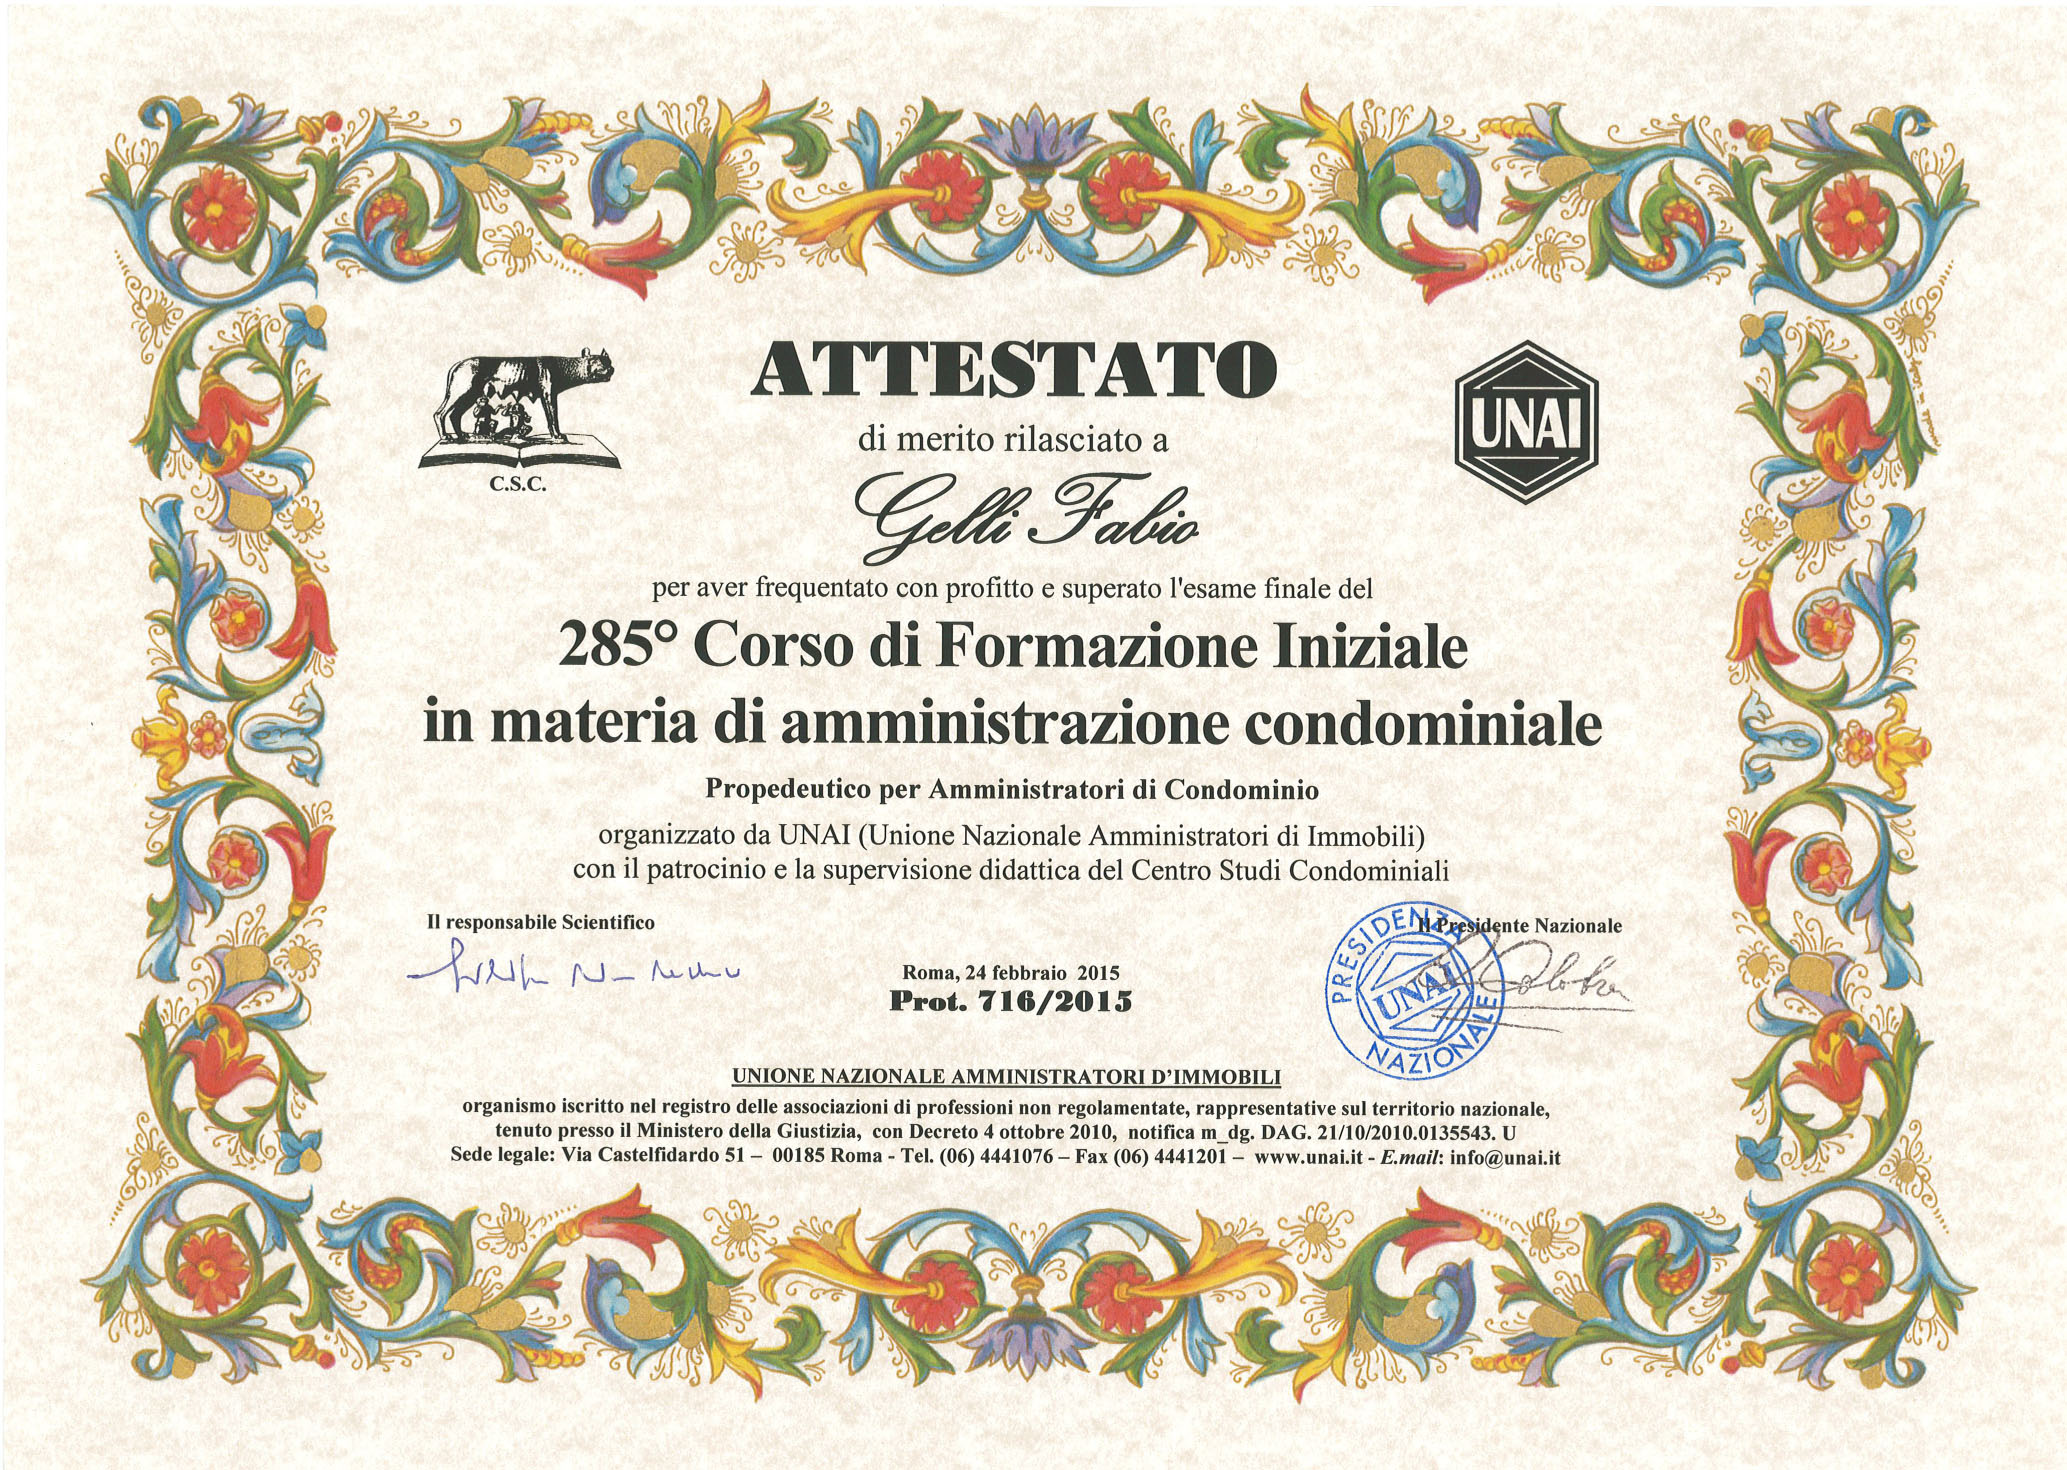 ATTESTATO
di merito rilasciato a
Gelli Fabio
C.S.C.
UNAI
per aver frequentato con profitto e superato l'esame finale del
285° Corso di Formazione Iniziale
in materia di amministrazione condominiale
Propedeutico per Amministratori di Condominio
organizzato da UNAI (Unione Nazionale Amministratori di Immobili)
con il patrocinio e la supervisione didattica del Centro Studi Condominiali
Il responsabile Scientifico
Il Presidente Nazionale
PRESIDENZA
UNAI
NAZIONALE
Roma, 24 febbraio 2015
Prot. 716/2015
UNIONE NAZIONALE AMMINISTRATORI D'IMMOBILI
organismo iscritto nel registro delle associazioni di professioni non regolamentate, rappresentative sul territorio nazionale,
tenuto presso il Ministero della Giustizia, con Decreto 4 ottobre 2010, notifica m_dg. DAG. 21/10/2010.0135543. U
Sede legale: Via Castelfidardo 51 – 00185 Roma - Tel. (06) 4441076 – Fax (06) 4441201 – www.unai.it - E.mail: info@unai.it